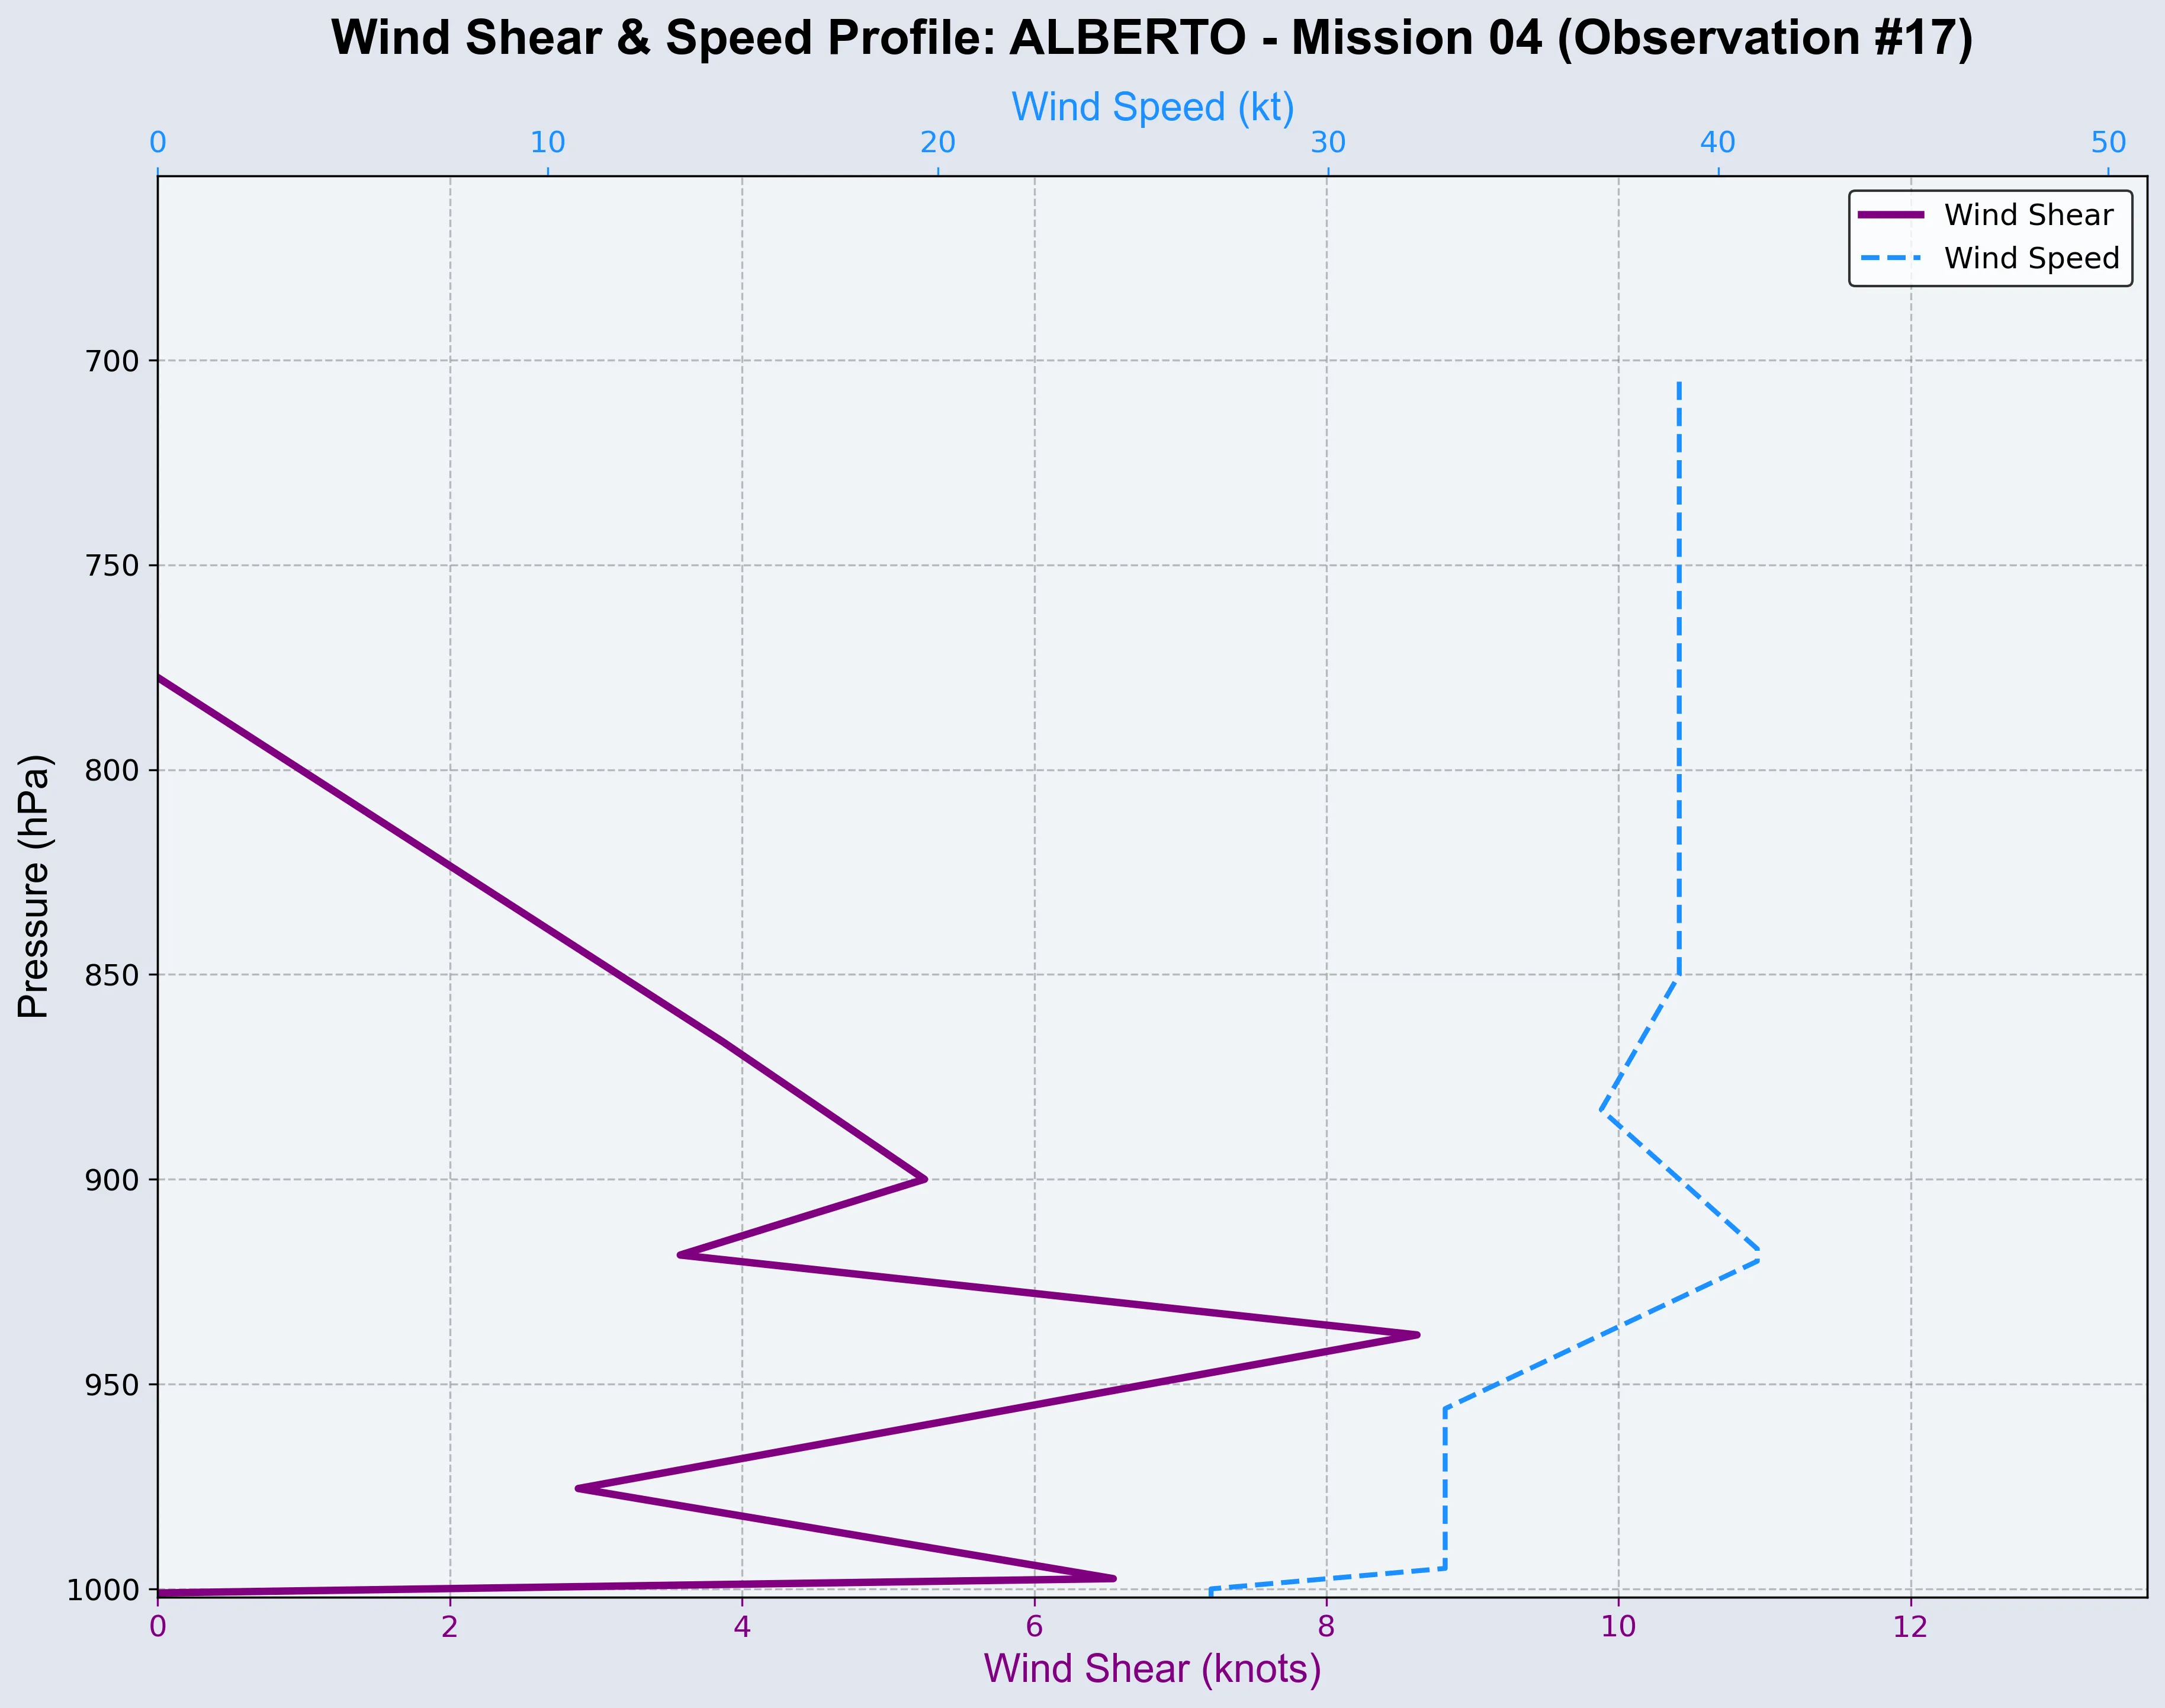 Wind Shear & Speed Profile: ALBERTO - Mission 04 (Observation #17)
Wind Speed (kt)
0 10 20 30 40 50
Wind Shear
Wind Speed
700
750
800
850
900
950
1000
Pressure (hPa)
0 2 4 6 8 10 12
Wind Shear (knots)